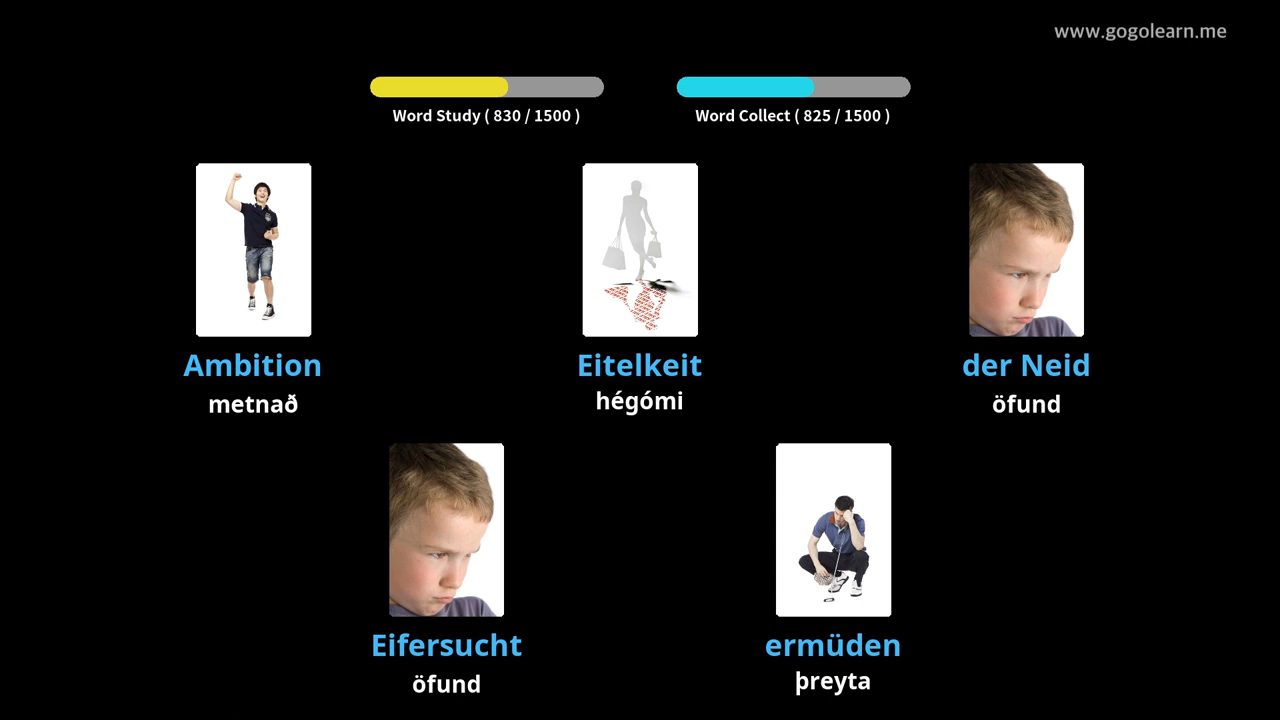 www.gogolearn.me
Word Study ( 830 / 1500 )
Word Collect ( 825 / 1500 )
Ambition
metnað
Eitelkeit
hégómi
der Neid
öfund
Eifersucht
öfund
ermüden
þreyta